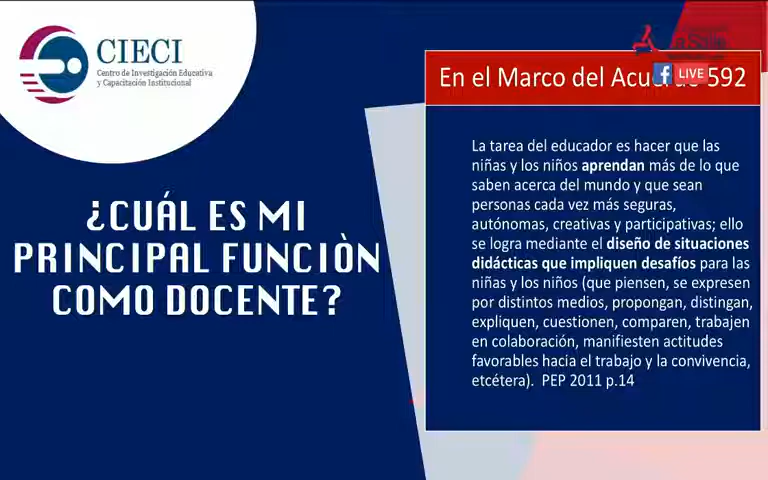 CIECI
Centro de Investigación Educativa
y Capacitación Institucional
La Salle
LIVE
En el Marco del Acuerdo 592
¿CUÁL ES MI
PRINCIPAL FUNCIÒN
COMO DOCENTE?
La tarea del educador es hacer que las
niñas y los niños aprendan más de lo que
saben acerca del mundo y que sean
personas cada vez más seguras,
autónomas, creativas y participativas; ello
se logra mediante el diseño de situaciones
didácticas que impliquen desafíos para las
niñas y los niños (que piensen, se expresen
por distintos medios, propongan, distingan,
expliquen, cuestionen, comparen, trabajen
en colaboración, manifiesten actitudes
favorables hacia el trabajo y la convivencia,
etcétera). PEP 2011 p.14